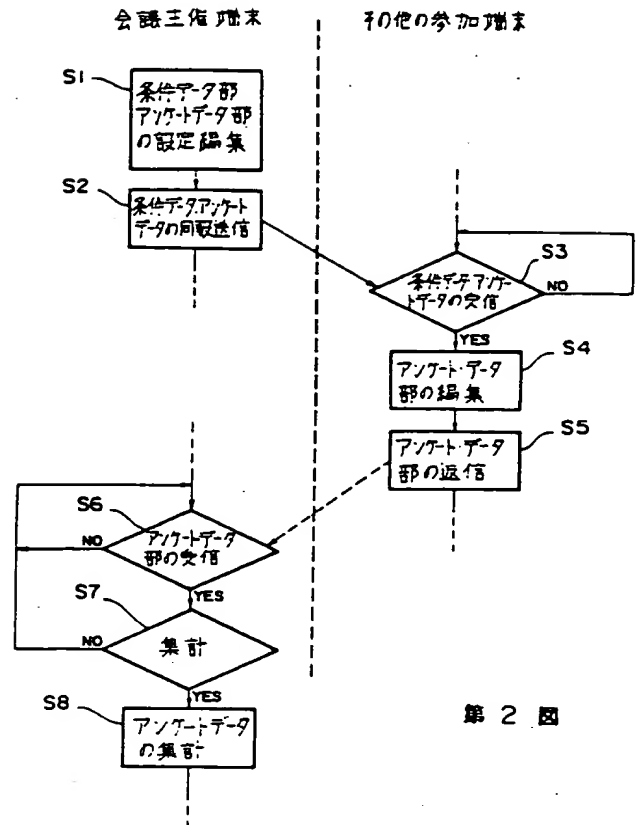 会議主催端末
その他の参加端末
S1
条件データ部
アンケートデータ部
の設定編集
S2
条件データ,アンケート
データの同報送信
S3
条件データ,アンケ-
トデータの受信
NO
YES
S4
アンケート・データ
部の編集
S5
アンケート・データ
部の返信
S6
アンケートデータ
部の受信
NO
YES
S7
集計
NO
YES
S8
アンケートデータ
の集計
第2図